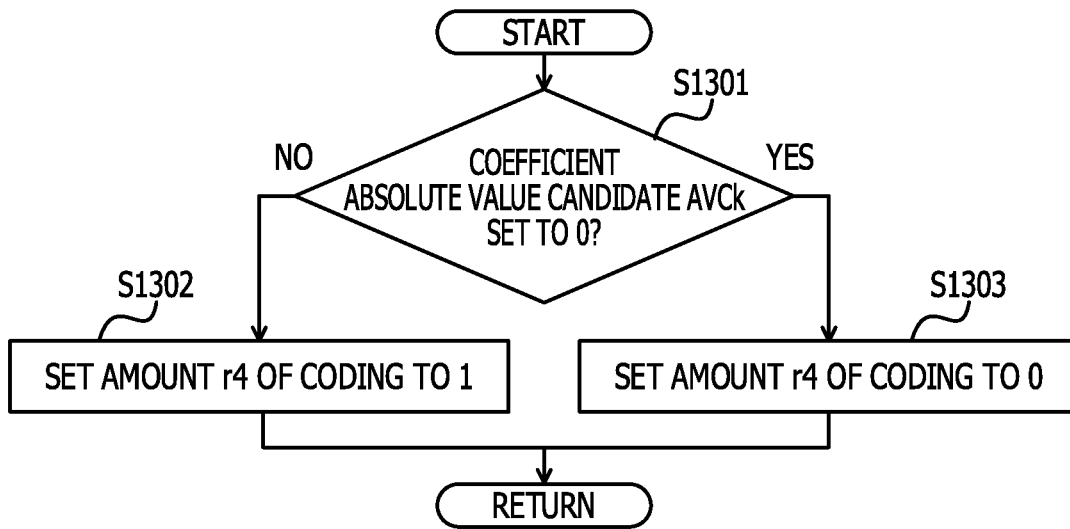 START
S1301
NO
YES
COEFFICIENT
ABSOLUTE VALUE CANDIDATE AVCk
SET TO 0?
S1302
S1303
SET AMOUNT r4 OF CODING TO 1
SET AMOUNT r4 OF CODING TO 0
RETURN